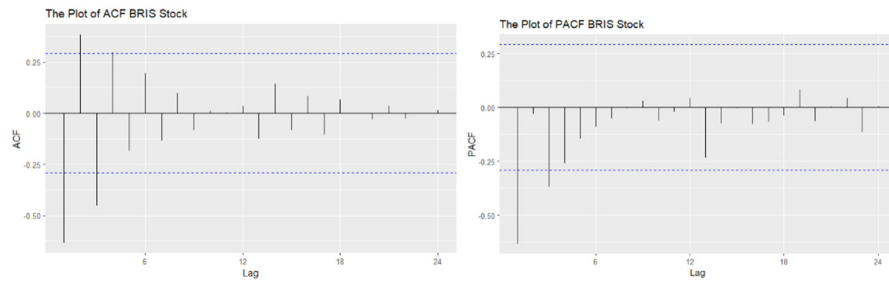 The Plot of ACF BRIS Stock
0.25
0.00
-0.25
-0.50
ACF
6
12
18
24
Lag
The Plot of PACF BRIS Stock
0.25
0.00
-0.25
-0.50
PACF
6
12
18
24
Lag